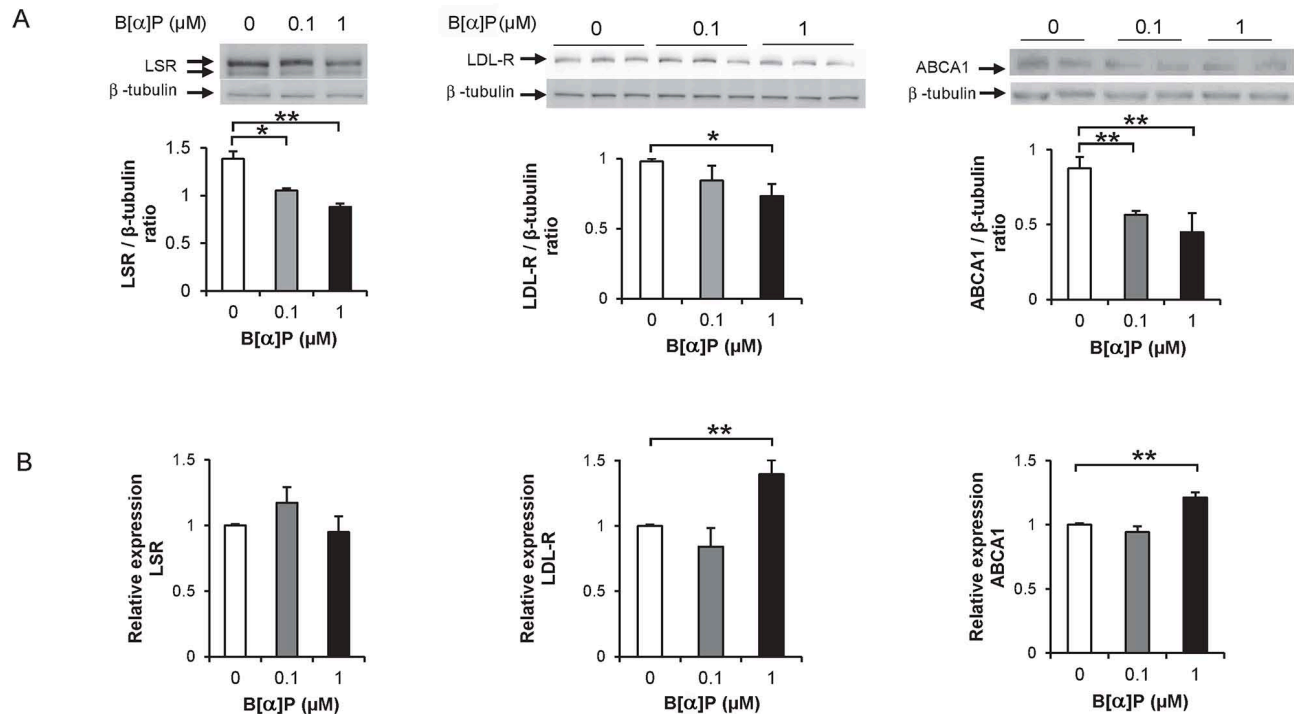 A
B[α]P (µM) 0 0.1 1
LSR
β -tubulin
**
*
1.5
1
0.5
0
LSR / β-tubulin
ratio
0 0.1 1
B[α]P (µM)
B[α]P (µM) 0 0.1 1
LDL-R
β -tubulin
*
1
0.5
0
LDL-R / β-tubulin
ratio
0 0.1 1
B[α]P (µM)
0 0.1 1
ABCA1
β -tubulin
**
**
1
0.5
0
ABCA1 / β-tubulin
ratio
0 0.1 1
B[α]P (µM)
B
1.5
1
0.5
0
Relative expression
LSR
0 0.1 1
B[α]P (µM)
**
1.5
1
0.5
0
Relative expression
LDL-R
0 0.1 1
B[α]P (µM)
**
1.5
1
0.5
0
Relative expression
ABCA1
0 0.1 1
B[α]P (µM)